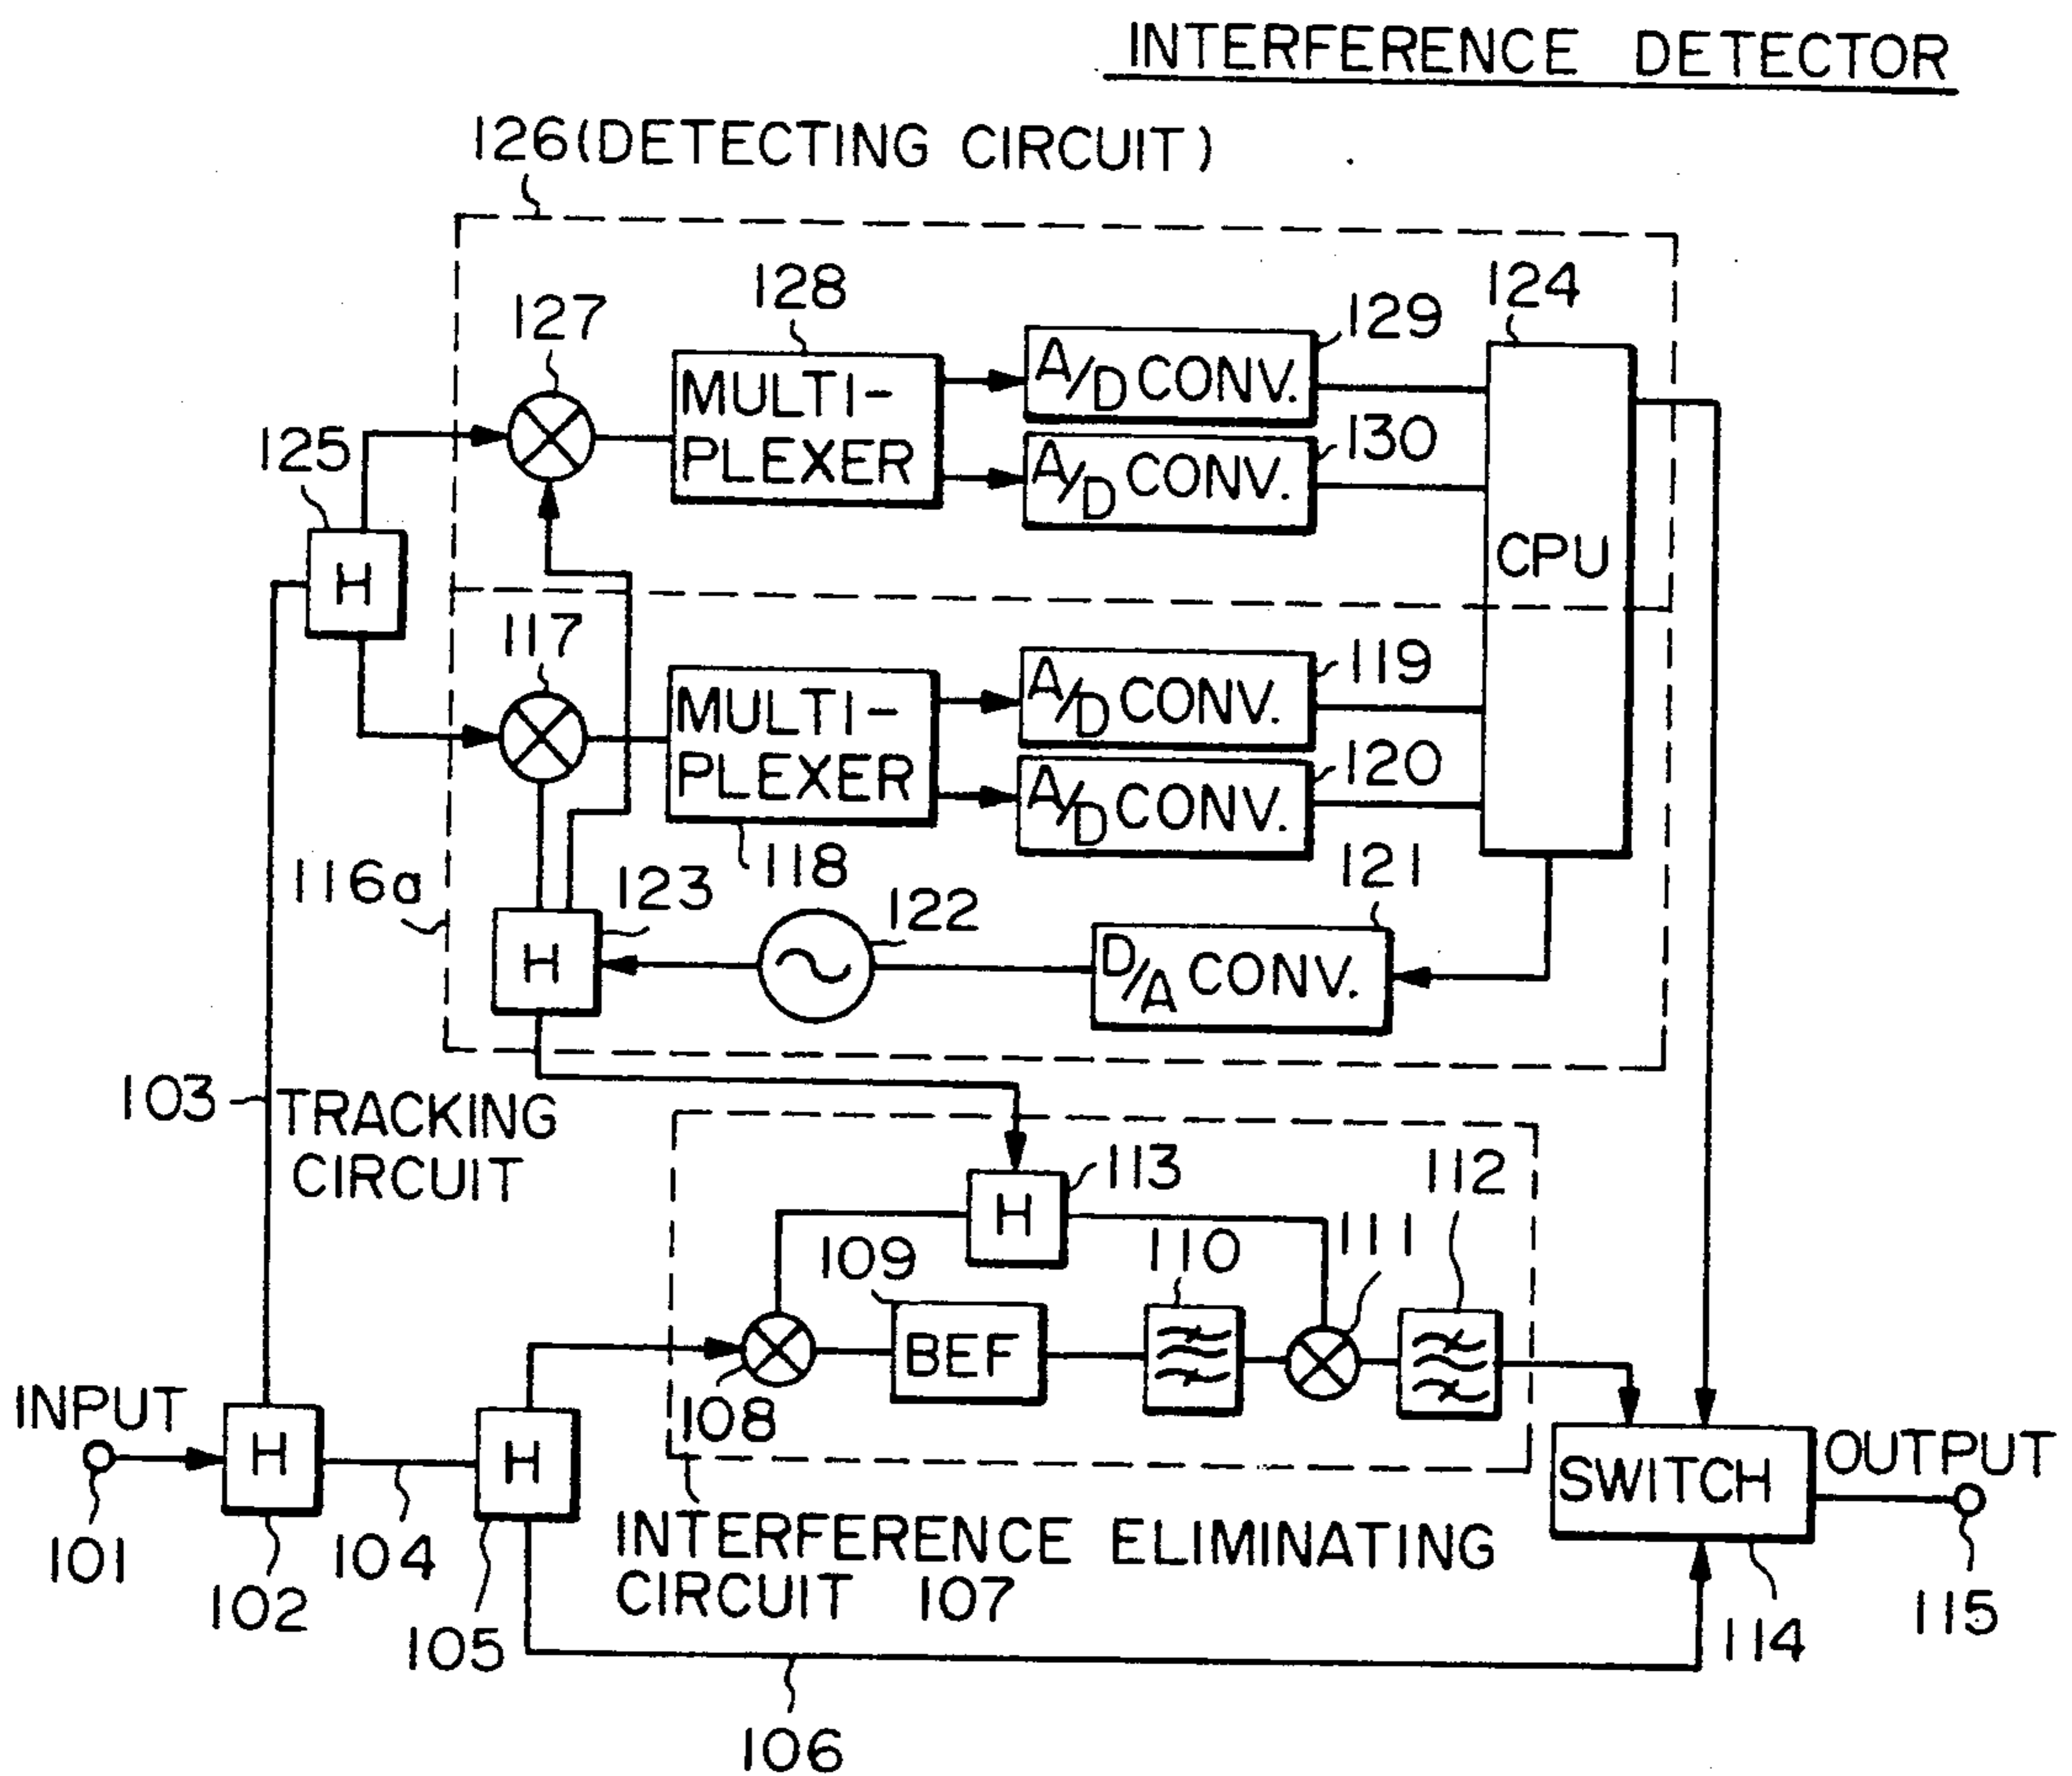 INTERFERENCE DETECTOR
126(DETECTING CIRCUIT)
128
124
127
129
A/D CONV.
MULTI-
PLEXER
125
130
A/D CONV.
H
CPU
117
119
A/D CONV.
MULTI-
PLEXER
120
A/D CONV.
118
121
116a
123
122
H
D/A CONV.
103
TRACKING
CIRCUIT
113
112
H
109
110
111
BEF
INPUT
108
H
H
OUTPUT
SWITCH
101
102
104
105
INTERFERENCE ELIMINATING
CIRCUIT 107
114
115
106